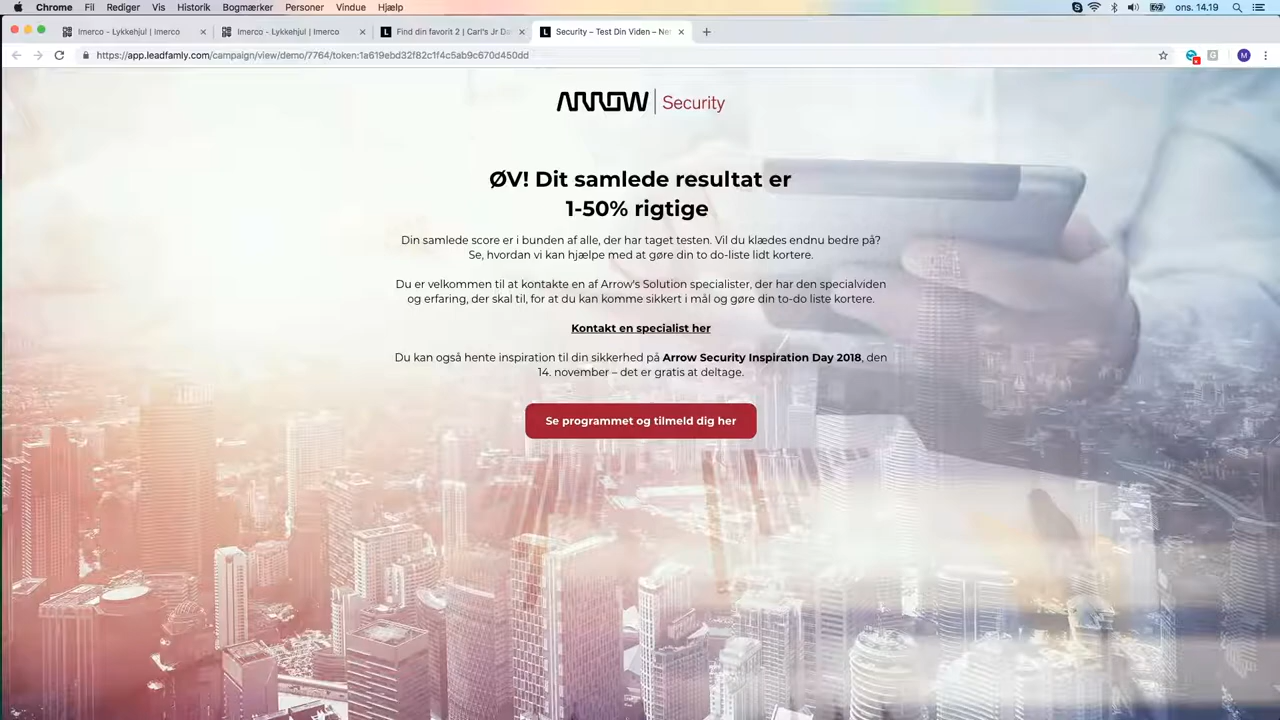 Chrome Fil Rediger Vis Historik Bogmærker Personer Vindue Hjælp ons. 14.19
Imerco - Lykkehjul | Imerco Imerco - Lykkehjul | Imerco Find din favorit 2 | Carl's Jr Da Security – Test Din Viden – Ne
https://app.leadfamly.com/campaign/view/demo/7764/token:1a619ebd32f82c1f4c5ab9c670d450dd M
ARROW | Security
ØV! Dit samlede resultat er
1-50% rigtige
Din samlede score er i bunden af alle, der har taget testen. Vil du klædes endnu bedre på?
Se, hvordan vi kan hjælpe med at gøre din to do-liste lidt kortere.
Du er velkommen til at kontakte en af Arrow's Solution specialister, der har den specialviden
og erfaring, der skal til, for at du kan komme sikkert i mål og gøre din to-do liste kortere.
Kontakt en specialist her
Du kan også hente inspiration til din sikkerhed på Arrow Security Inspiration Day 2018, den
14. november – det er gratis at deltage.
Se programmet og tilmeld dig her